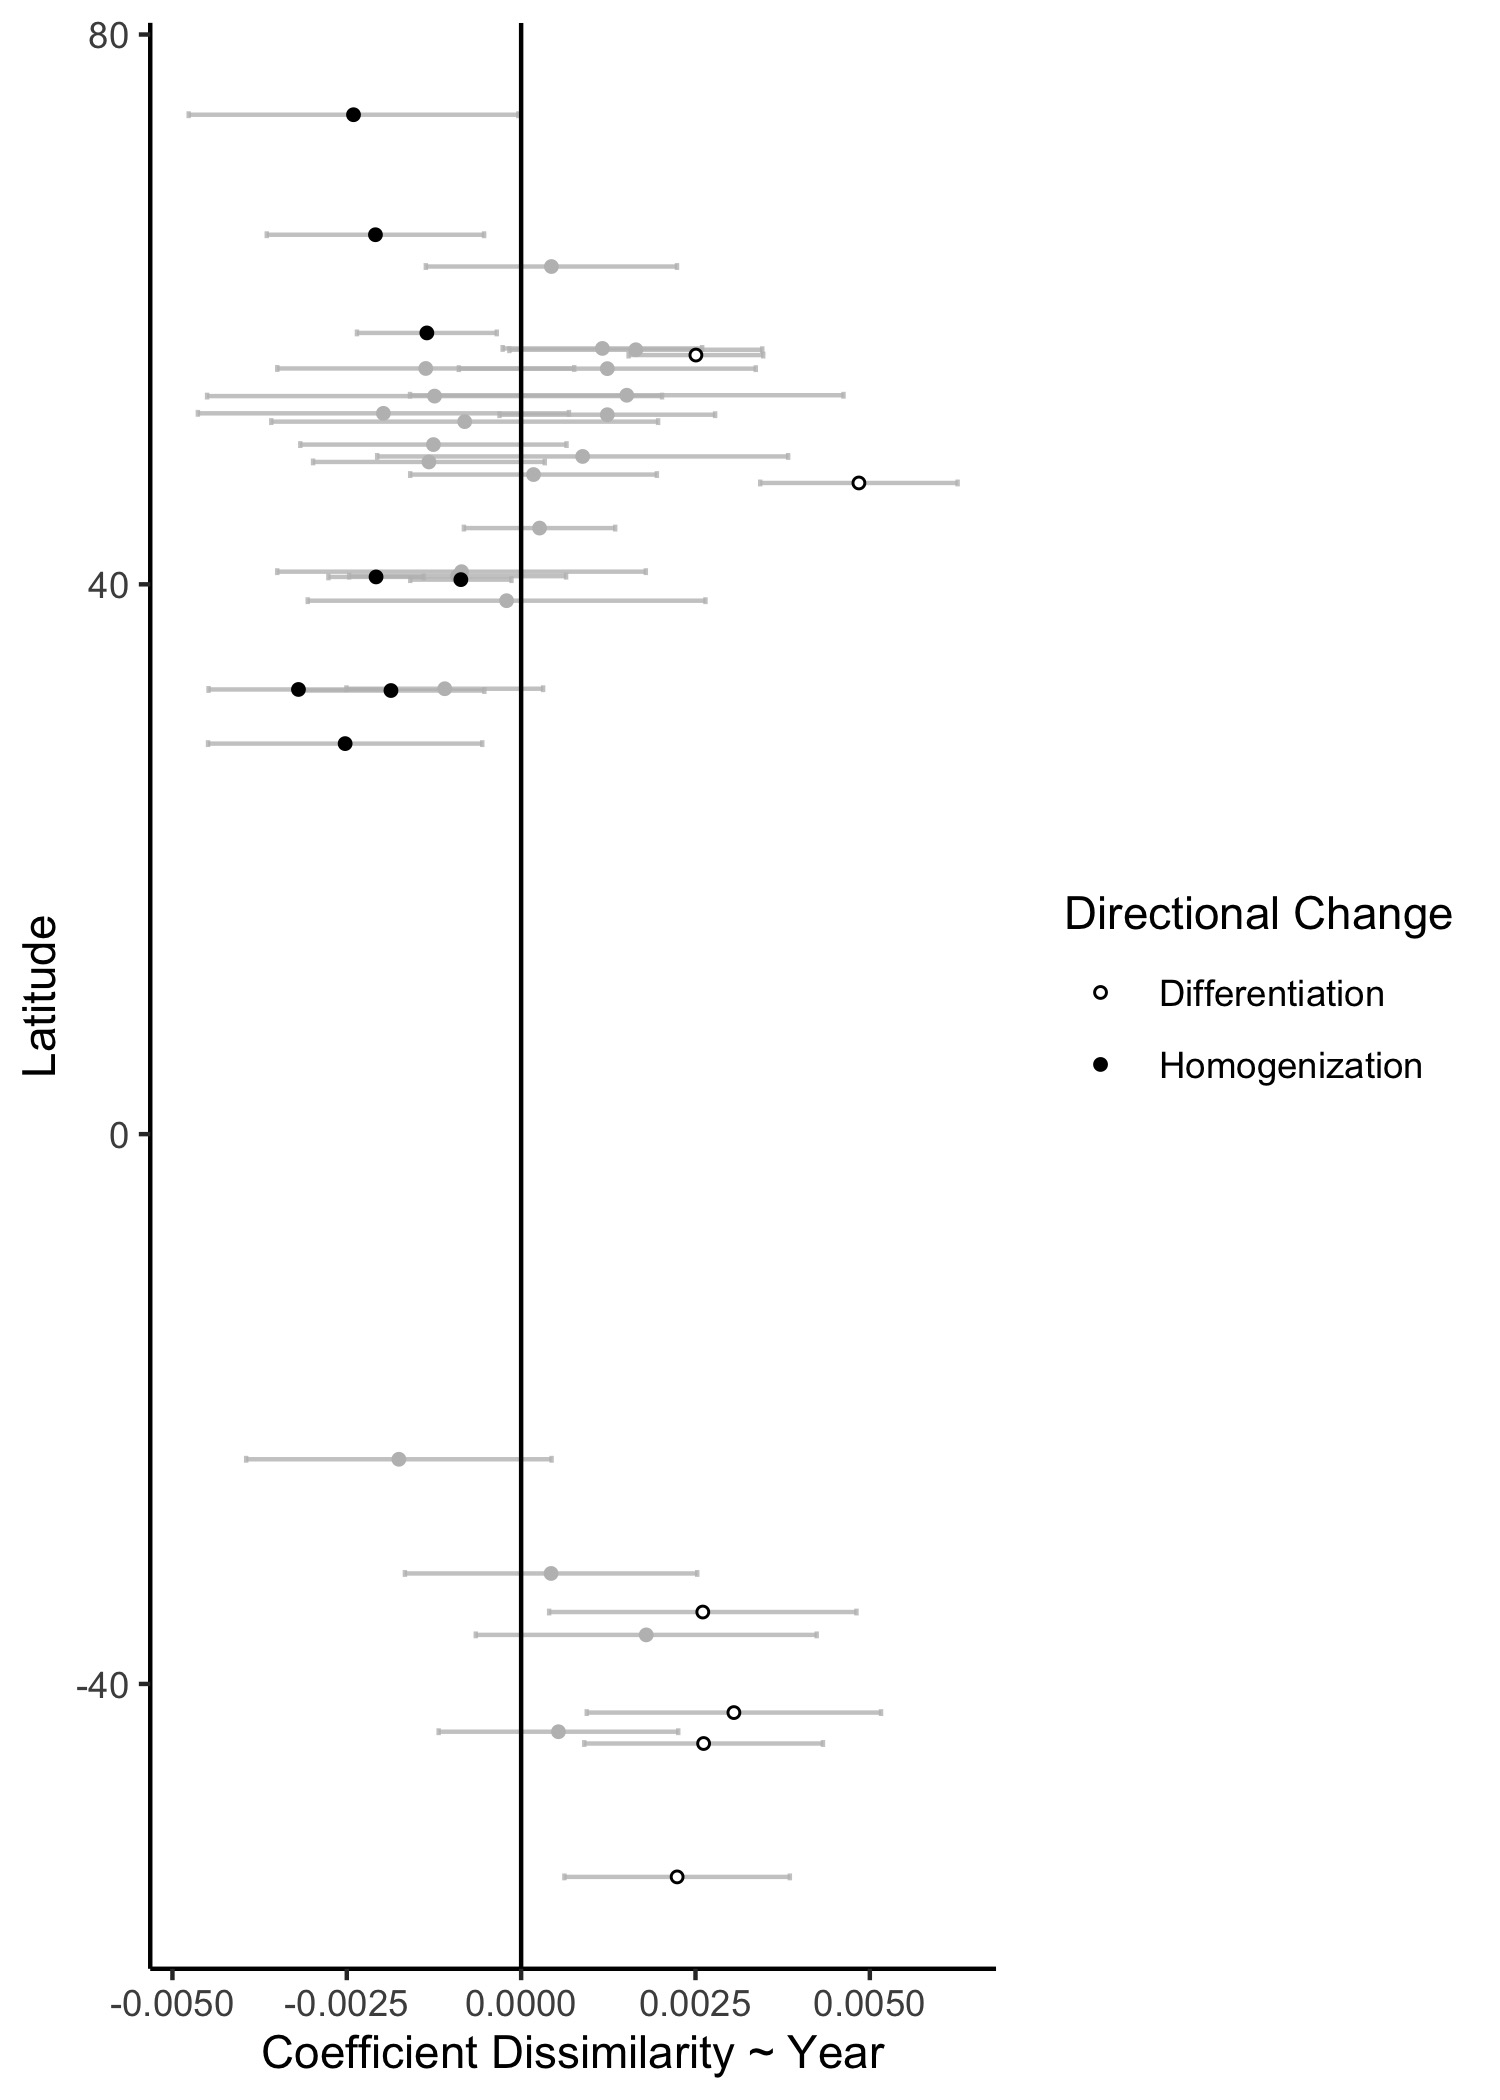 80
40
0
-40
Latitude
-0.0050 -0.0025 0.0000 0.0025 0.0050
Coefficient Dissimilarity ~ Year
Directional Change
Differentiation
Homogenization